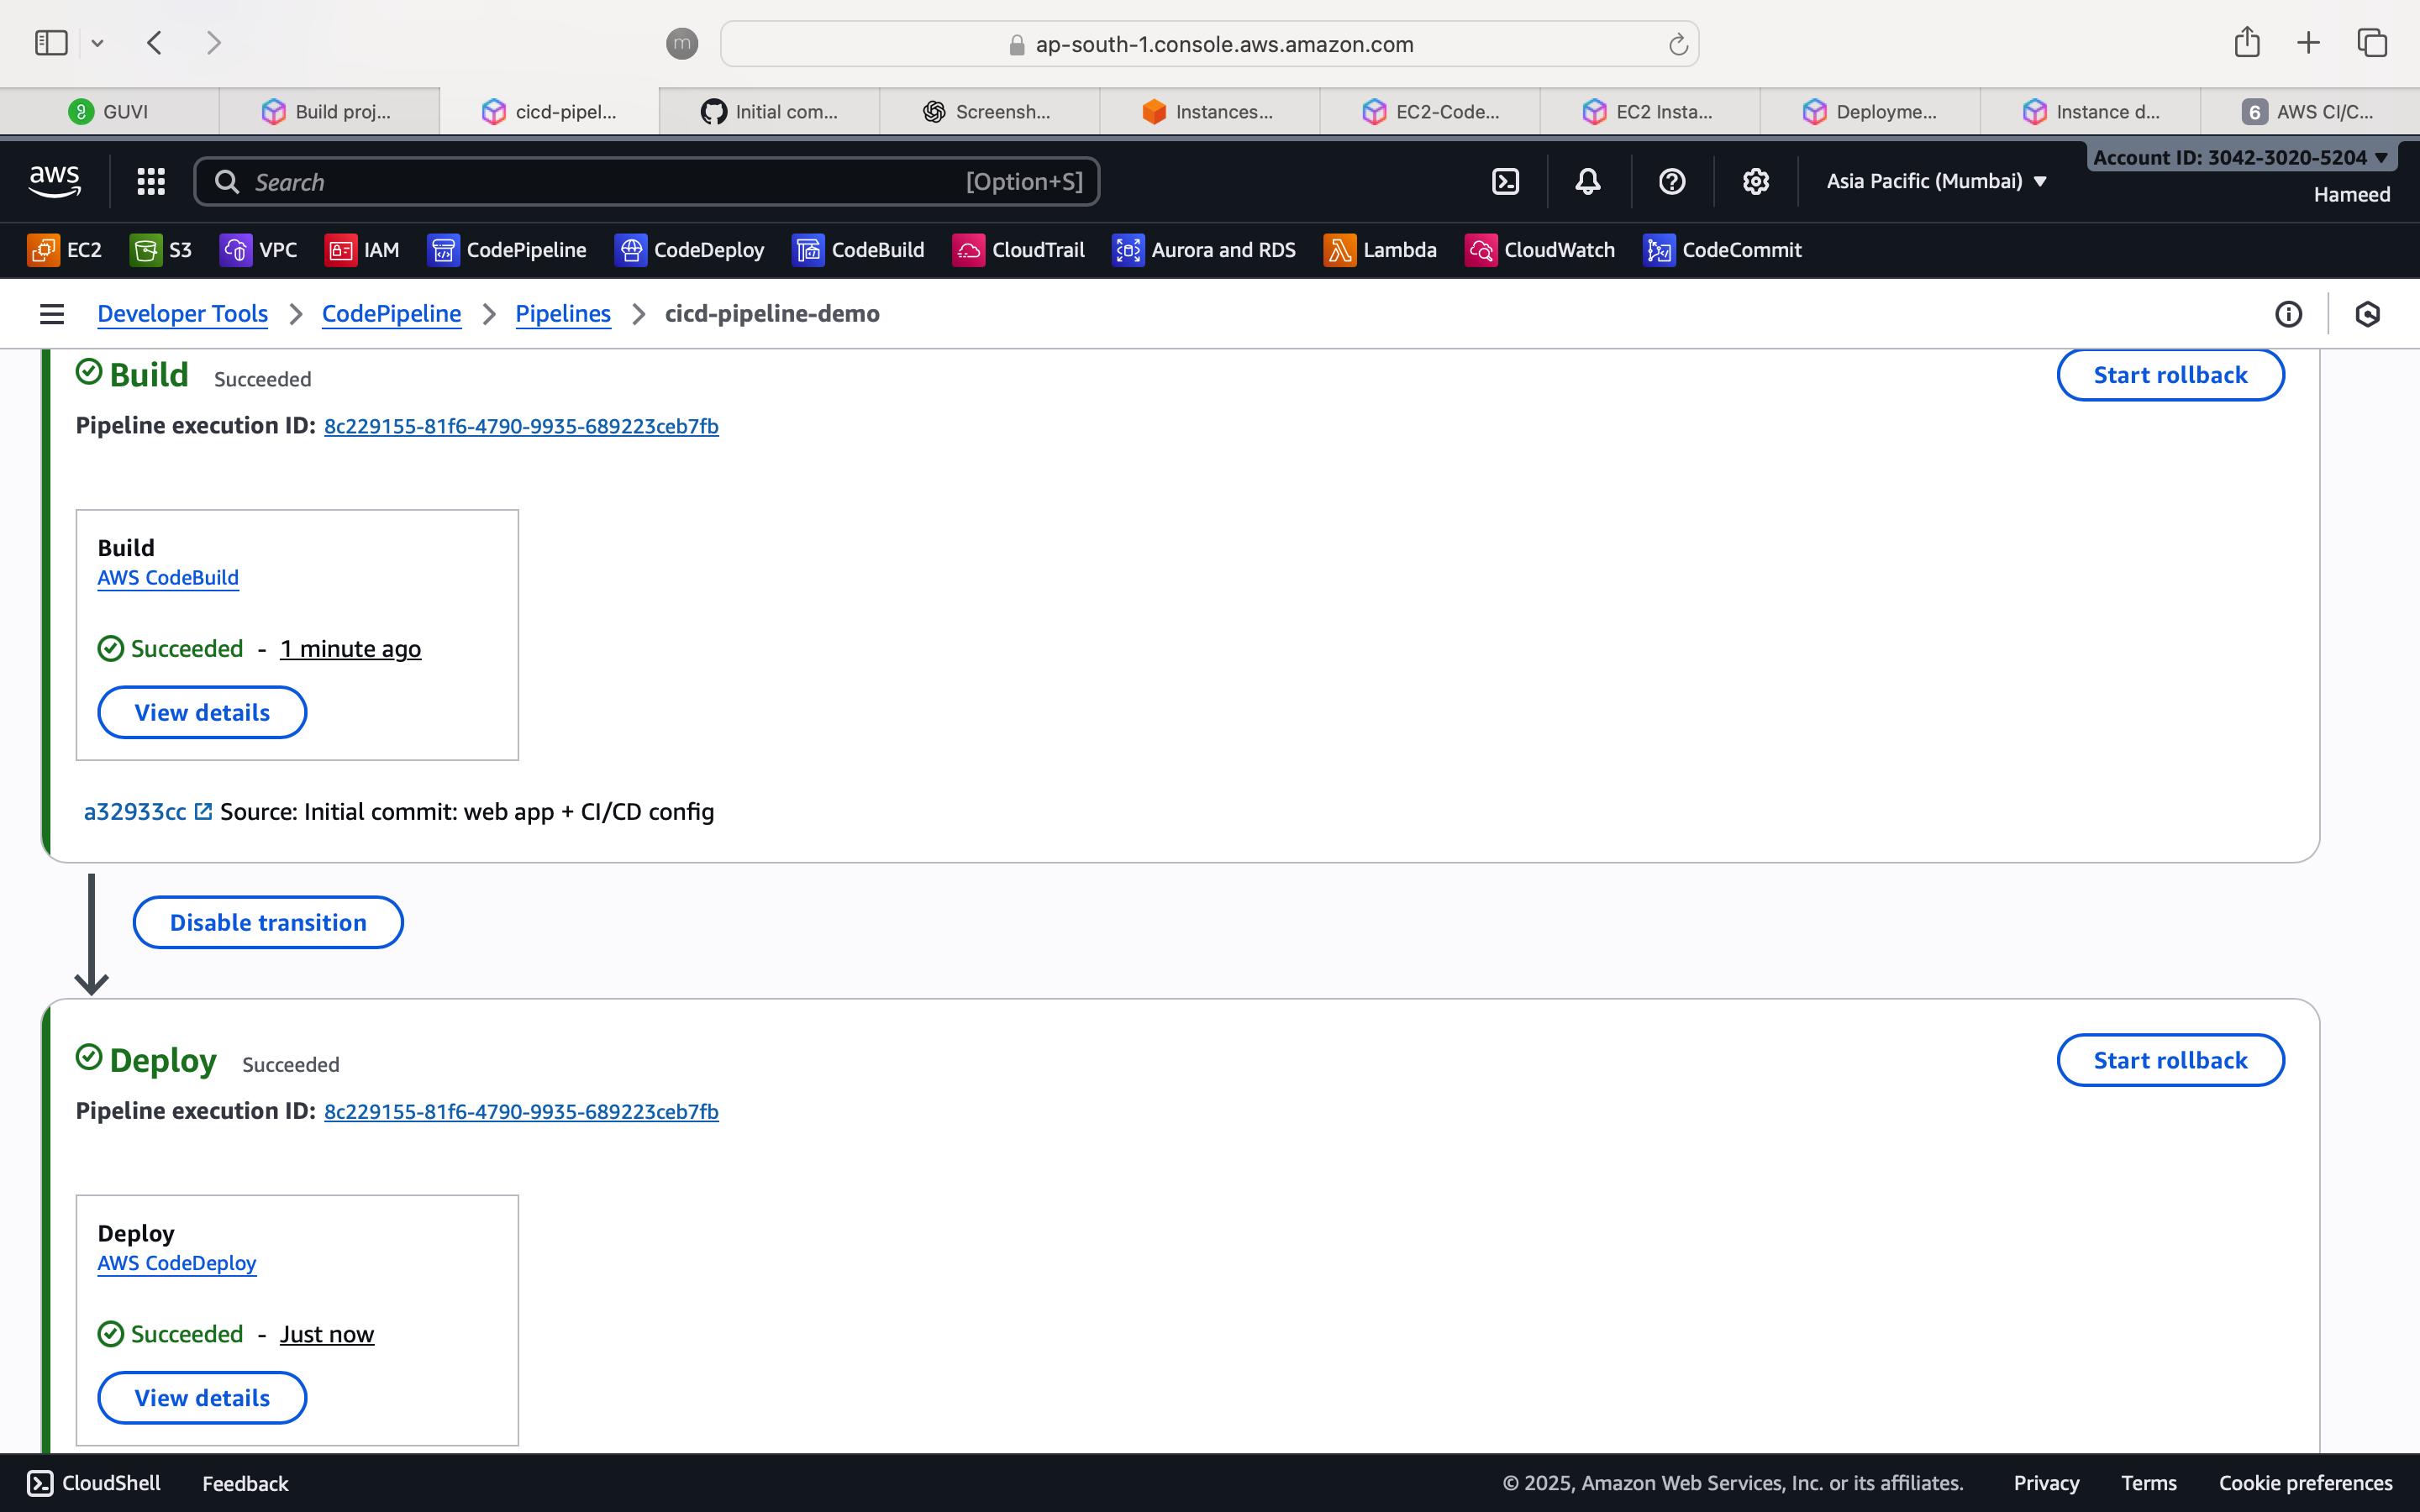 m
ap-south-1.console.aws.amazon.com
GUVI
Build proj...
cicd-pipel...
Initial com...
Screensh...
Instances...
EC2-Code...
EC2 Insta...
Deployme...
Instance d...
6 AWS CI/C...
aws
Search
[Option+S]
Asia Pacific (Mumbai)
Account ID: 3042-3020-5204
Hameed
EC2
S3
VPC
IAM
CodePipeline
CodeDeploy
CodeBuild
CloudTrail
Aurora and RDS
Lambda
CloudWatch
CodeCommit
Developer Tools > CodePipeline > Pipelines > cicd-pipeline-demo
Build Succeeded
Start rollback
Pipeline execution ID: 8c229155-81f6-4790-9935-689223ceb7fb
Build
AWS CodeBuild
Succeeded - 1 minute ago
View details
a32933cc Source: Initial commit: web app + CI/CD config
Disable transition
Deploy Succeeded
Start rollback
Pipeline execution ID: 8c229155-81f6-4790-9935-689223ceb7fb
Deploy
AWS CodeDeploy
Succeeded - Just now
View details
CloudShell
Feedback
© 2025, Amazon Web Services, Inc. or its affiliates.
Privacy
Terms
Cookie preferences